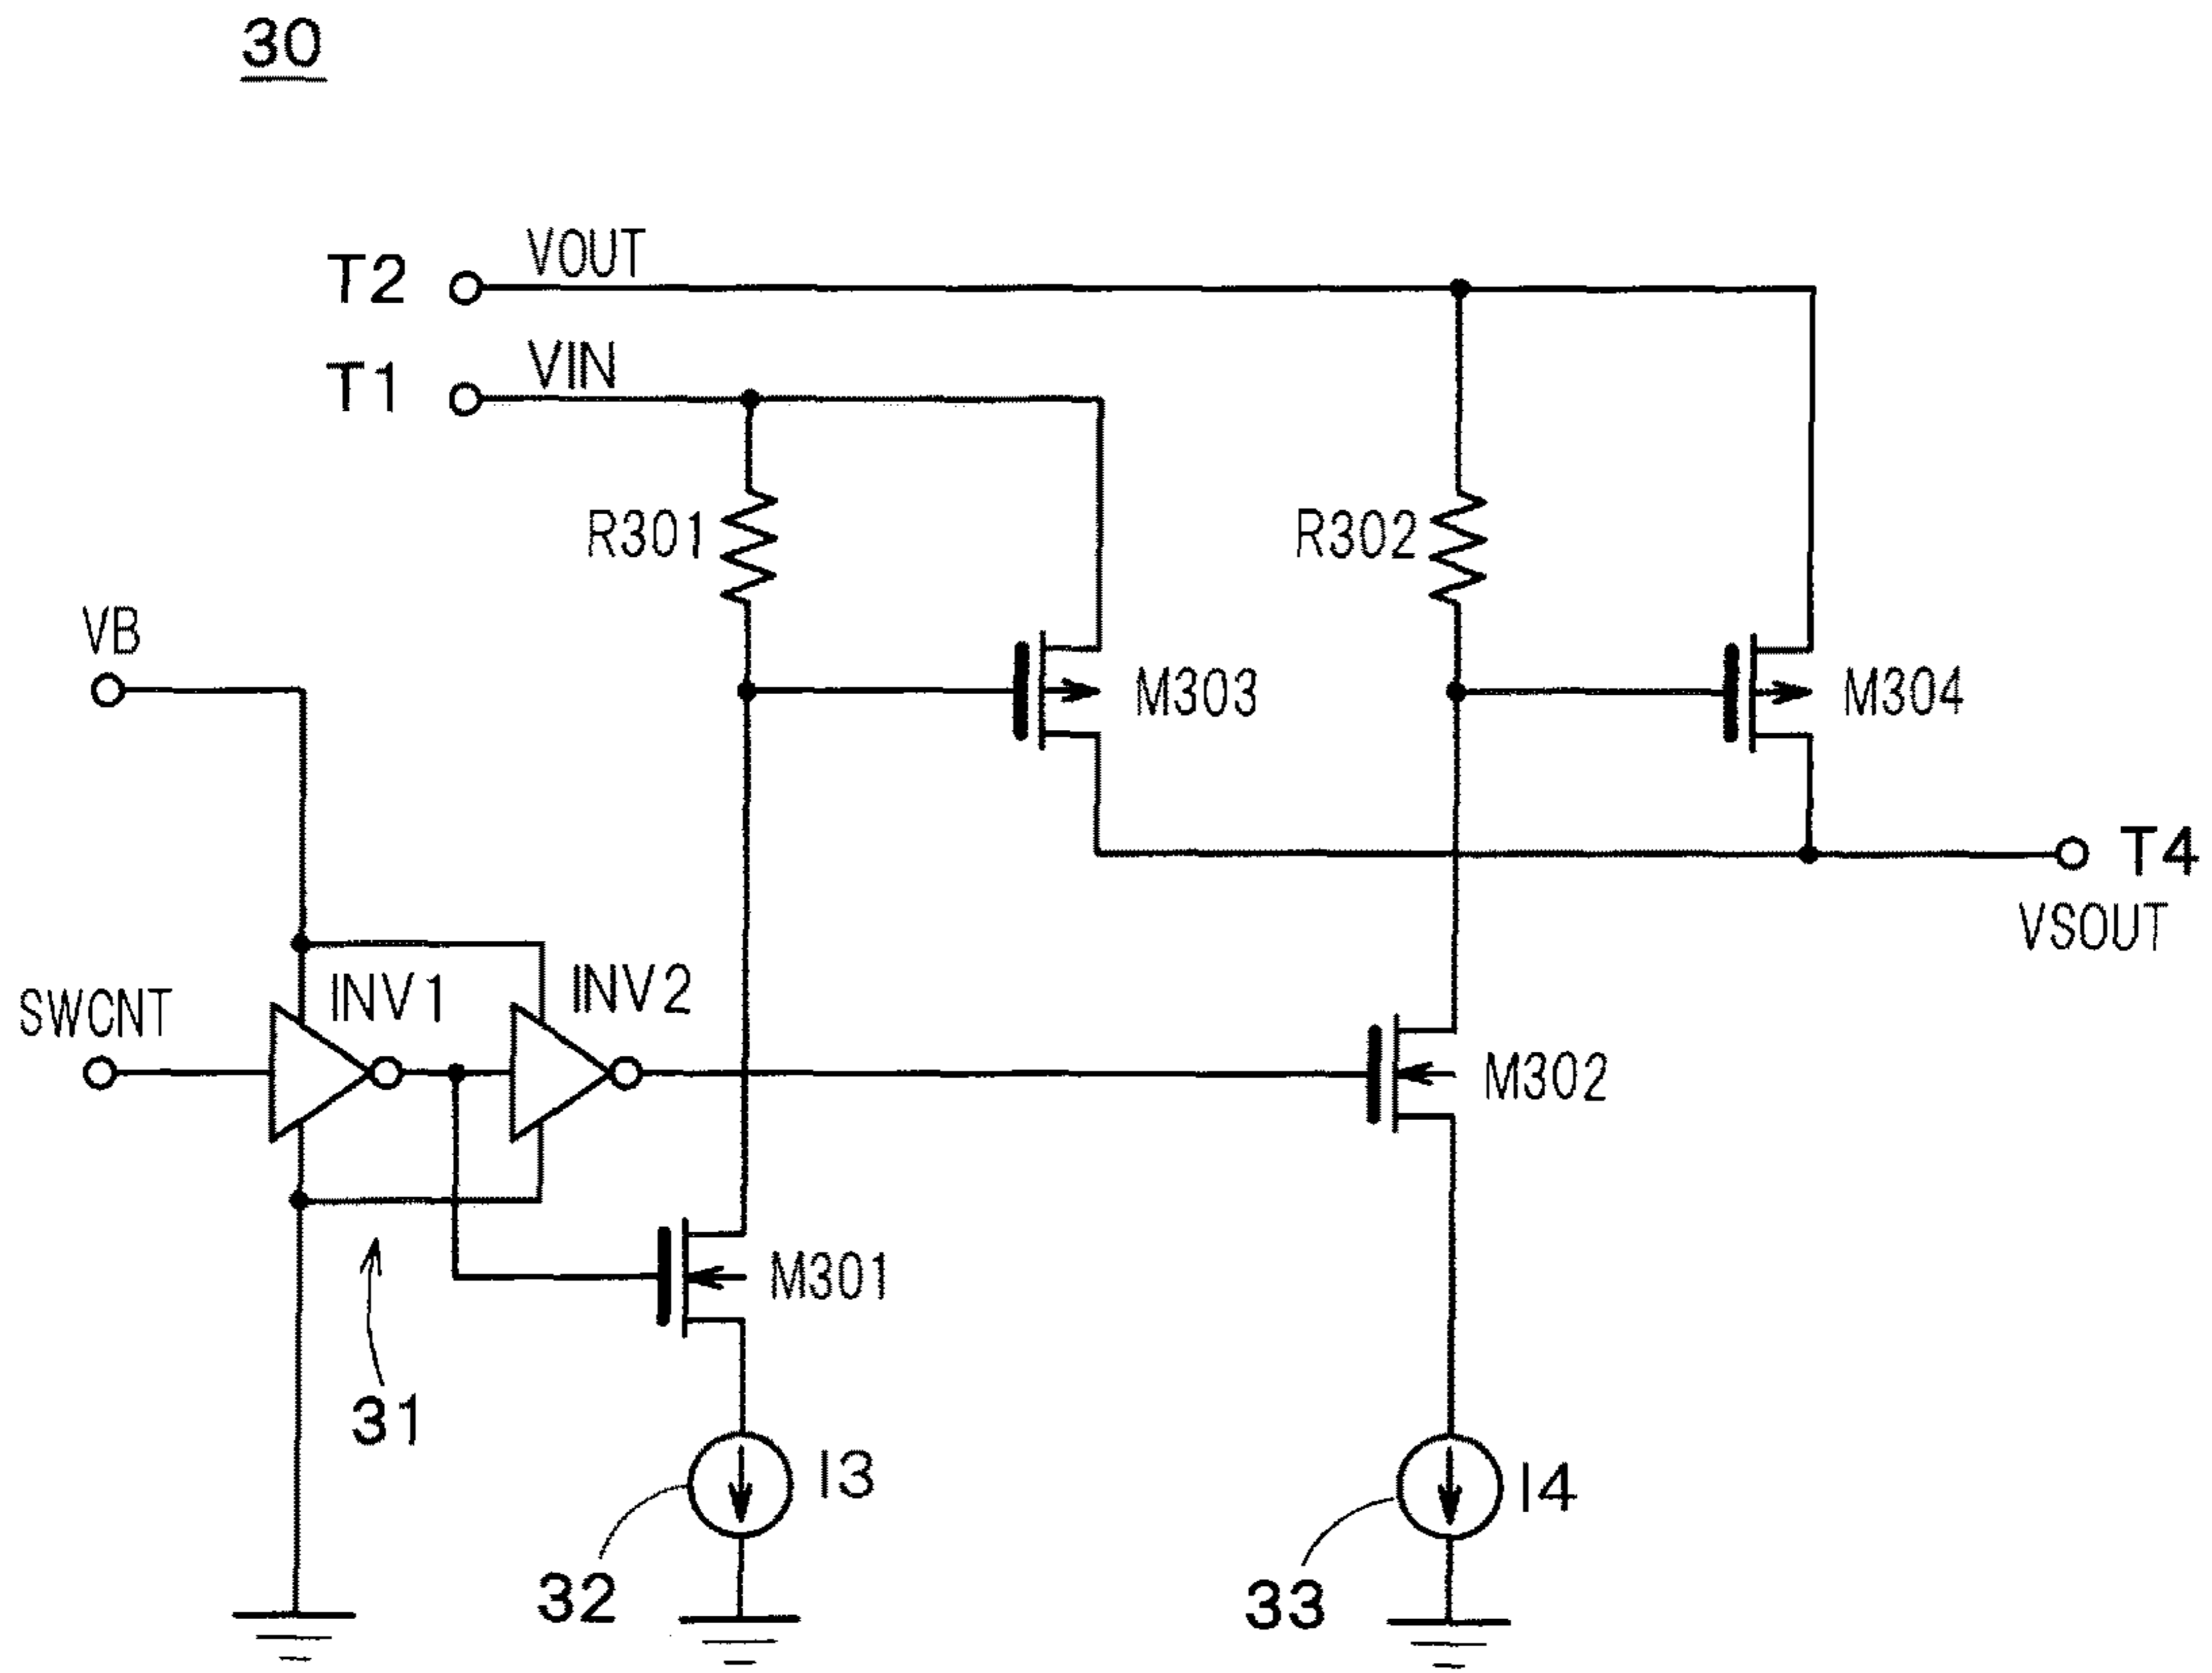 30
VOUT
T2
VIN
T1
R301
R302
VB
M303
M304
T4
VSOUT
INV1
INV2
SWCNT
M302
M301
31
I3
I4
32
33